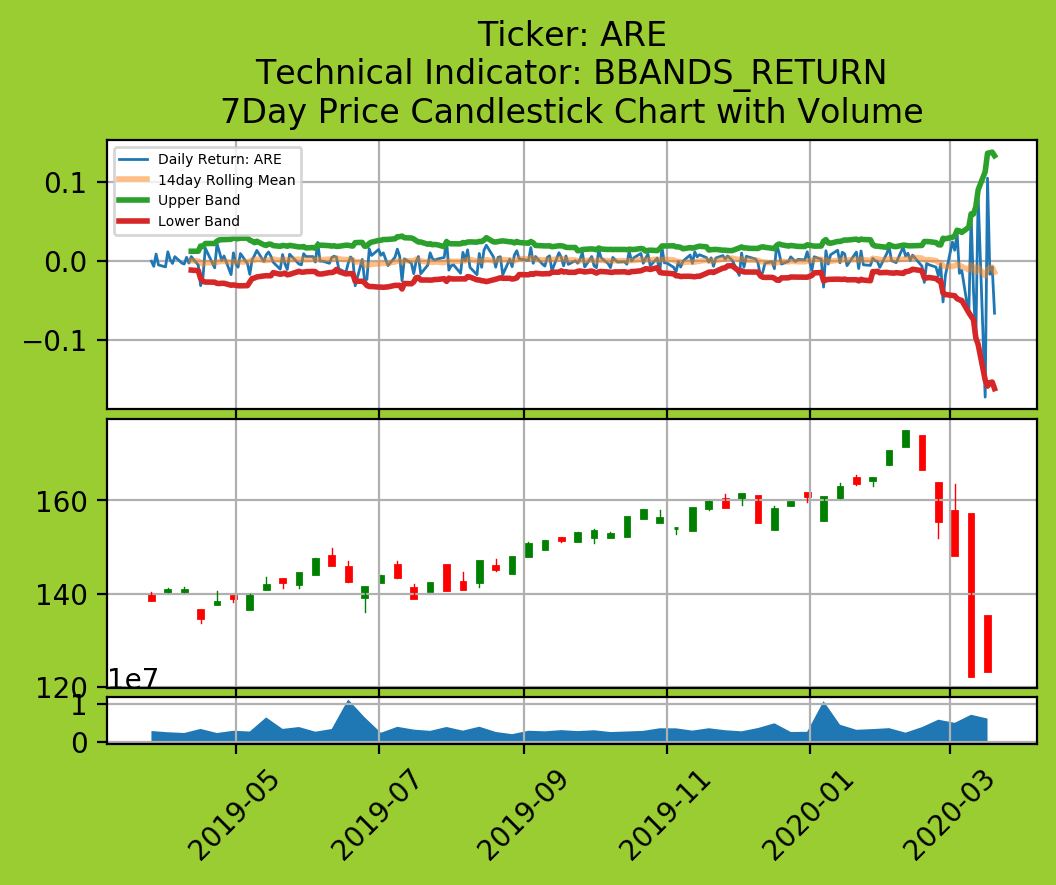 Ticker: ARE
Technical Indicator: BBANDS_RETURN
7Day Price Candlestick Chart with Volume
Daily Return: ARE
14day Rolling Mean
Upper Band
Lower Band
0.1
0.0
−0.1
160
140
120
1e7
1
0
2019-05
2019-07
2019-09
2019-11
2020-01
2020-03